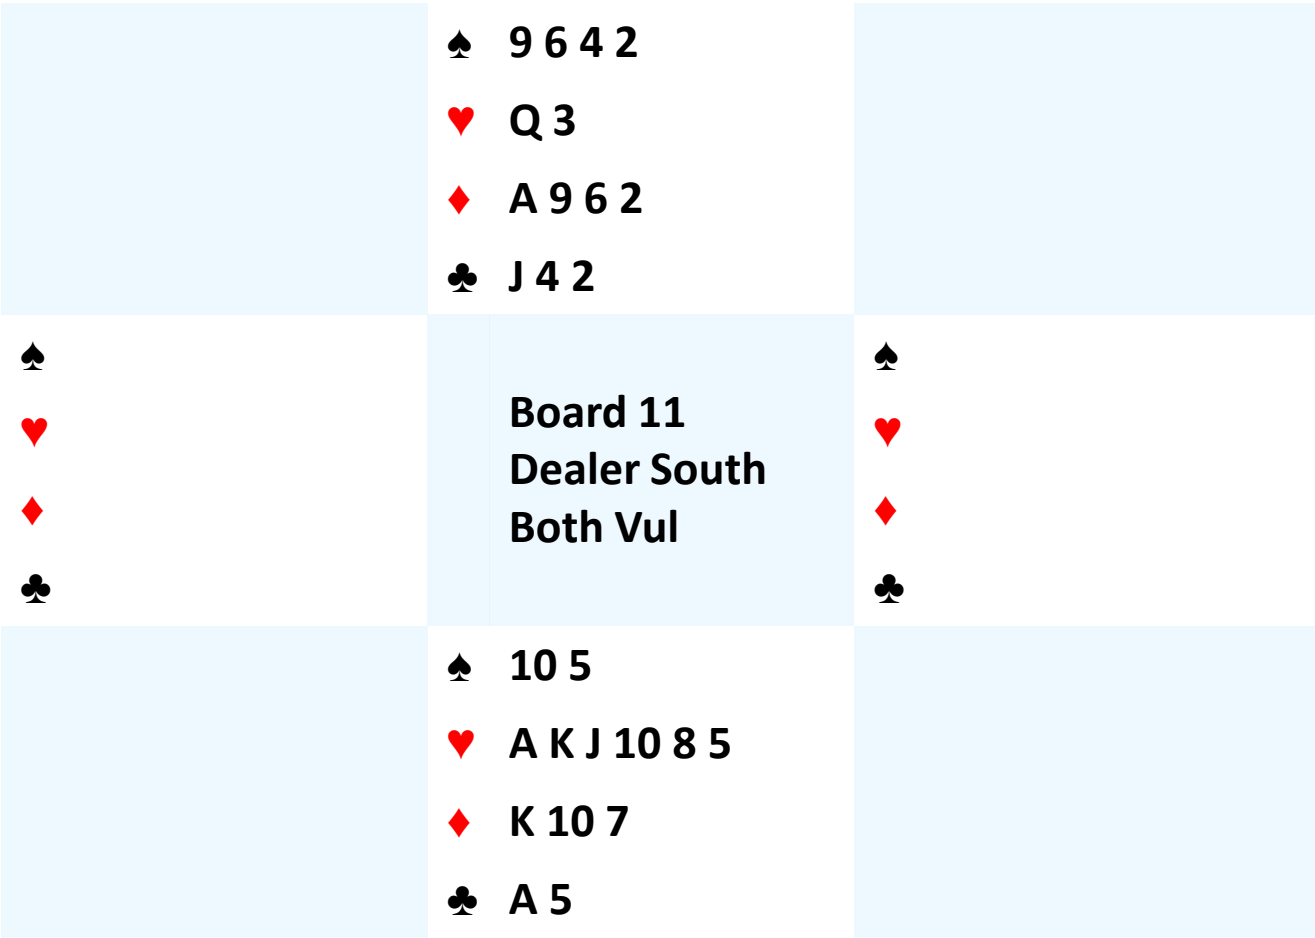 ♠ 9 6 4 2
♥ Q 3
♦ A 9 6 2
♣ J 4 2
♠ ♠
♥ ♥
♦ ♦
♣ ♣
Board 11
Dealer South
Both Vul
♠ 10 5
♥ A K J 10 8 5
♦ K 10 7
♣ A 5